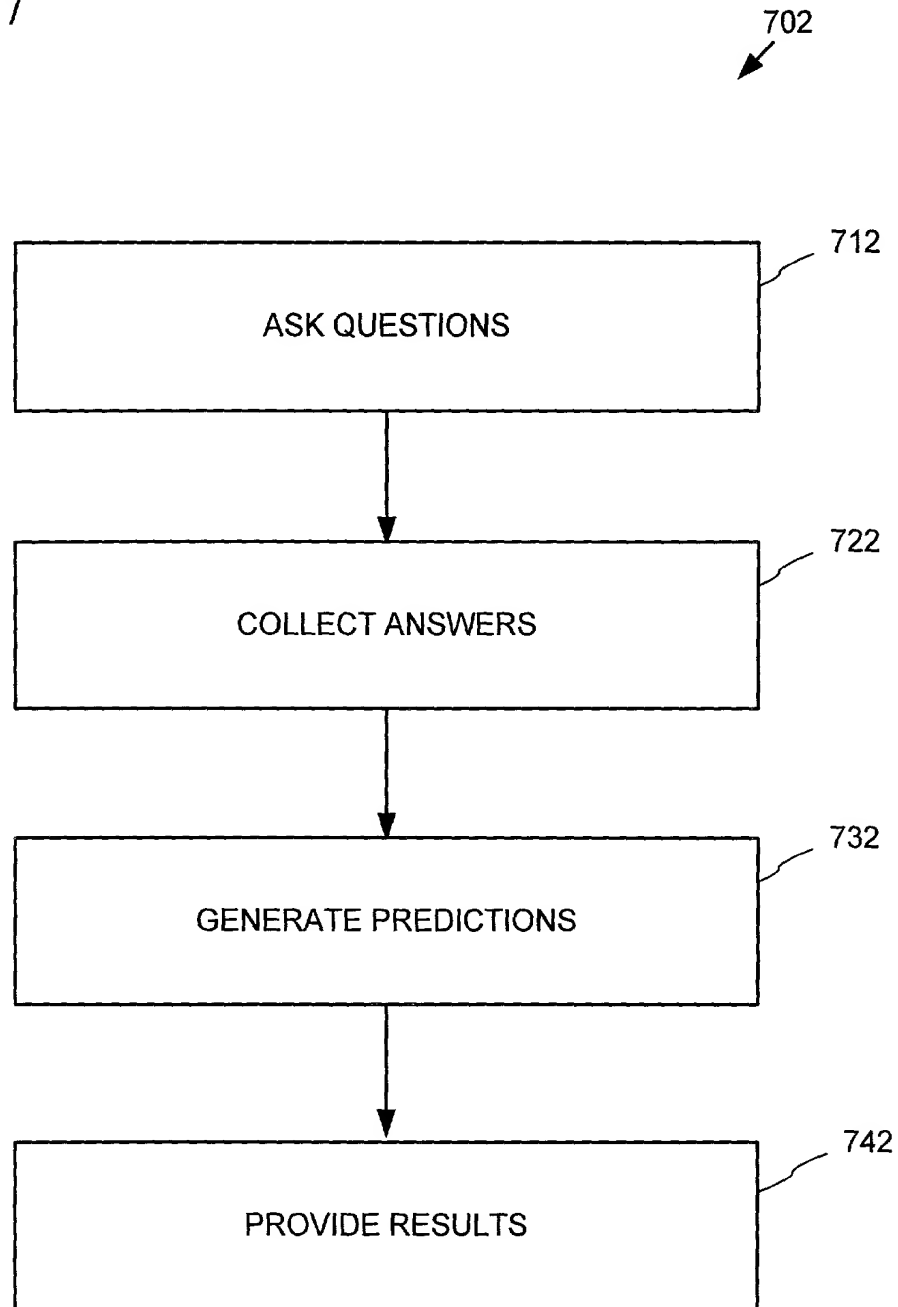 702
712
ASK QUESTIONS
722
COLLECT ANSWERS
732
GENERATE PREDICTIONS
742
PROVIDE RESULTS